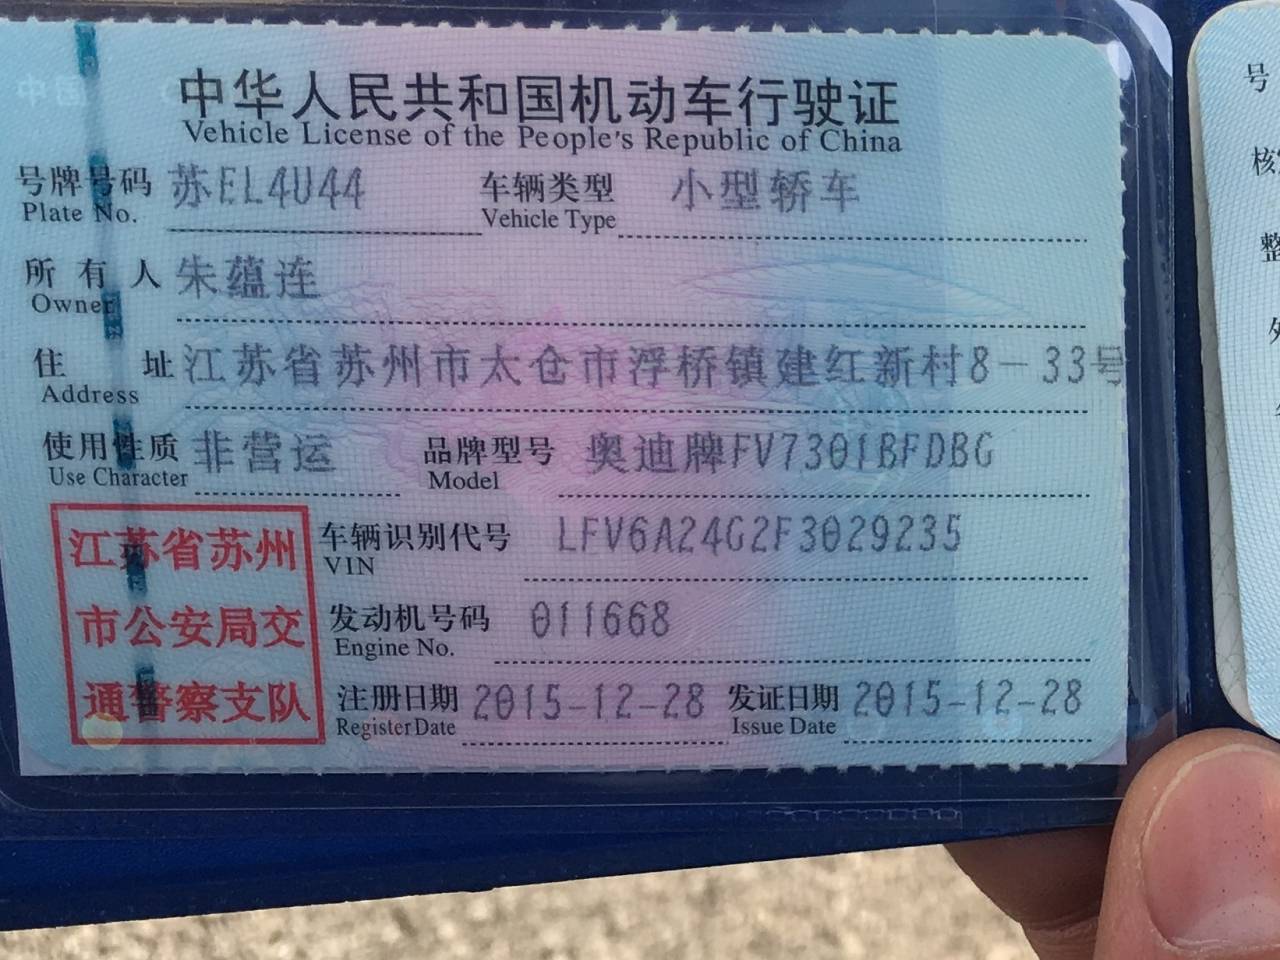 中华人民共和国机动车行驶证
Vehicle License of the People's Republic of China
号牌号码 苏EL4U44 车辆类型 小型轿车
Plate No. Vehicle Type
所有人 朱蕴连
Owner
住址 江苏省苏州市太仓市浮桥镇建红新村8-33号
Address
使用性质 非营运 品牌型号 奥迪牌FV7301BFDBG
Use Character Model
江苏省苏州
市公安局交
通警察支队
车辆识别代号 LFV6A24G2F3029235
VIN
发动机号码 011668
Engine No.
注册日期 2015-12-28 发证日期 2015-12-28
Register Date Issue Date
号
核
整